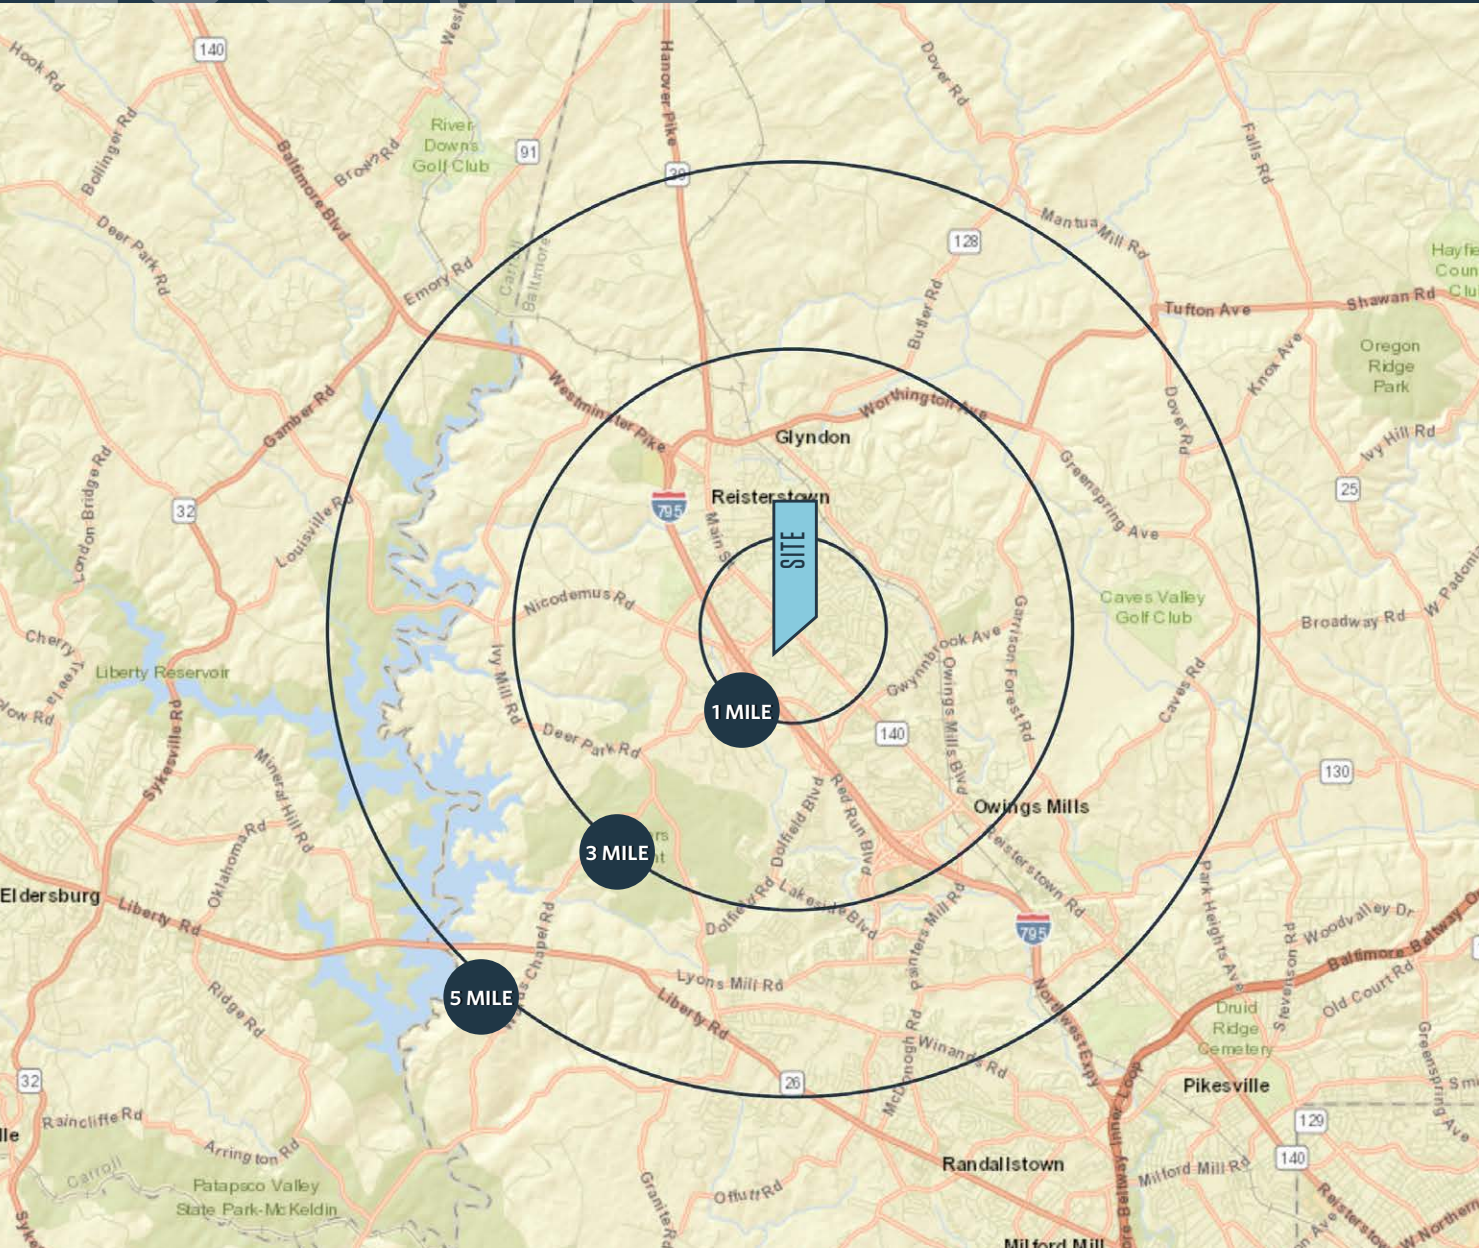 140
Hook Rd
Hanover Pike
Dover Rd
Bollinger Rd
River
Downs
Golf Club
91
Baltimore Blvd
Falls Rd
30
Deer Park Rd
Mantua Mill Rd
128
Emory Rd
Carroll
Baltimore
Butler Rd
Tufton Ave
Shawan Rd
Oregon
Ridge
Park
Knox Ave
Westminster Pike
Gamber Rd
Worthington Ave
Dover Rd
Glyndon
Ivy Hill Rd
London Bridge Rd
Greenspring Ave
25
32
Louisville Rd
795
Reisterstown
SITE
Nicodemus Rd
Garrison Forest Rd
Caves Valley
Golf Club
Broadway Rd
Cherry Tree La
Liberty Reservoir
Ivy Mill Rd
Gwynnbrook Ave
Owings Mills Blvd
Caves Rd
1 MILE
140
Sykesville Rd
Deer Park Rd
Mineral Hill Rd
130
Dolfield Blvd
Red Run Blvd
Owings Mills
3 MILE
Oklahoma Rd
Reisterstown Rd
Eldersburg
Liberty Rd
Dolfield Rd
Lakeside Blvd
Painters Mill Rd
795
Park Heights Ave
Woodvalley Dr
Stevenson Rd
Baltimore Beltway
Old Court Rd
5 MILE
Lyons Mill Rd
Ridge Rd
Liberty Rd
Northwest Expy
Druid
Ridge
Cemetery
Winands Rd
McDonogh Rd
Greenspring Ave
32
26
Inner Loop
Pikesville
Raincliffe Rd
129
Arrington Rd
Carroll
140
Randallstown
Milford Mill Rd
Patapsco Valley
State Park-McKeldin
Offutt Rd
Granite Rd
Milford Mill
W Northern